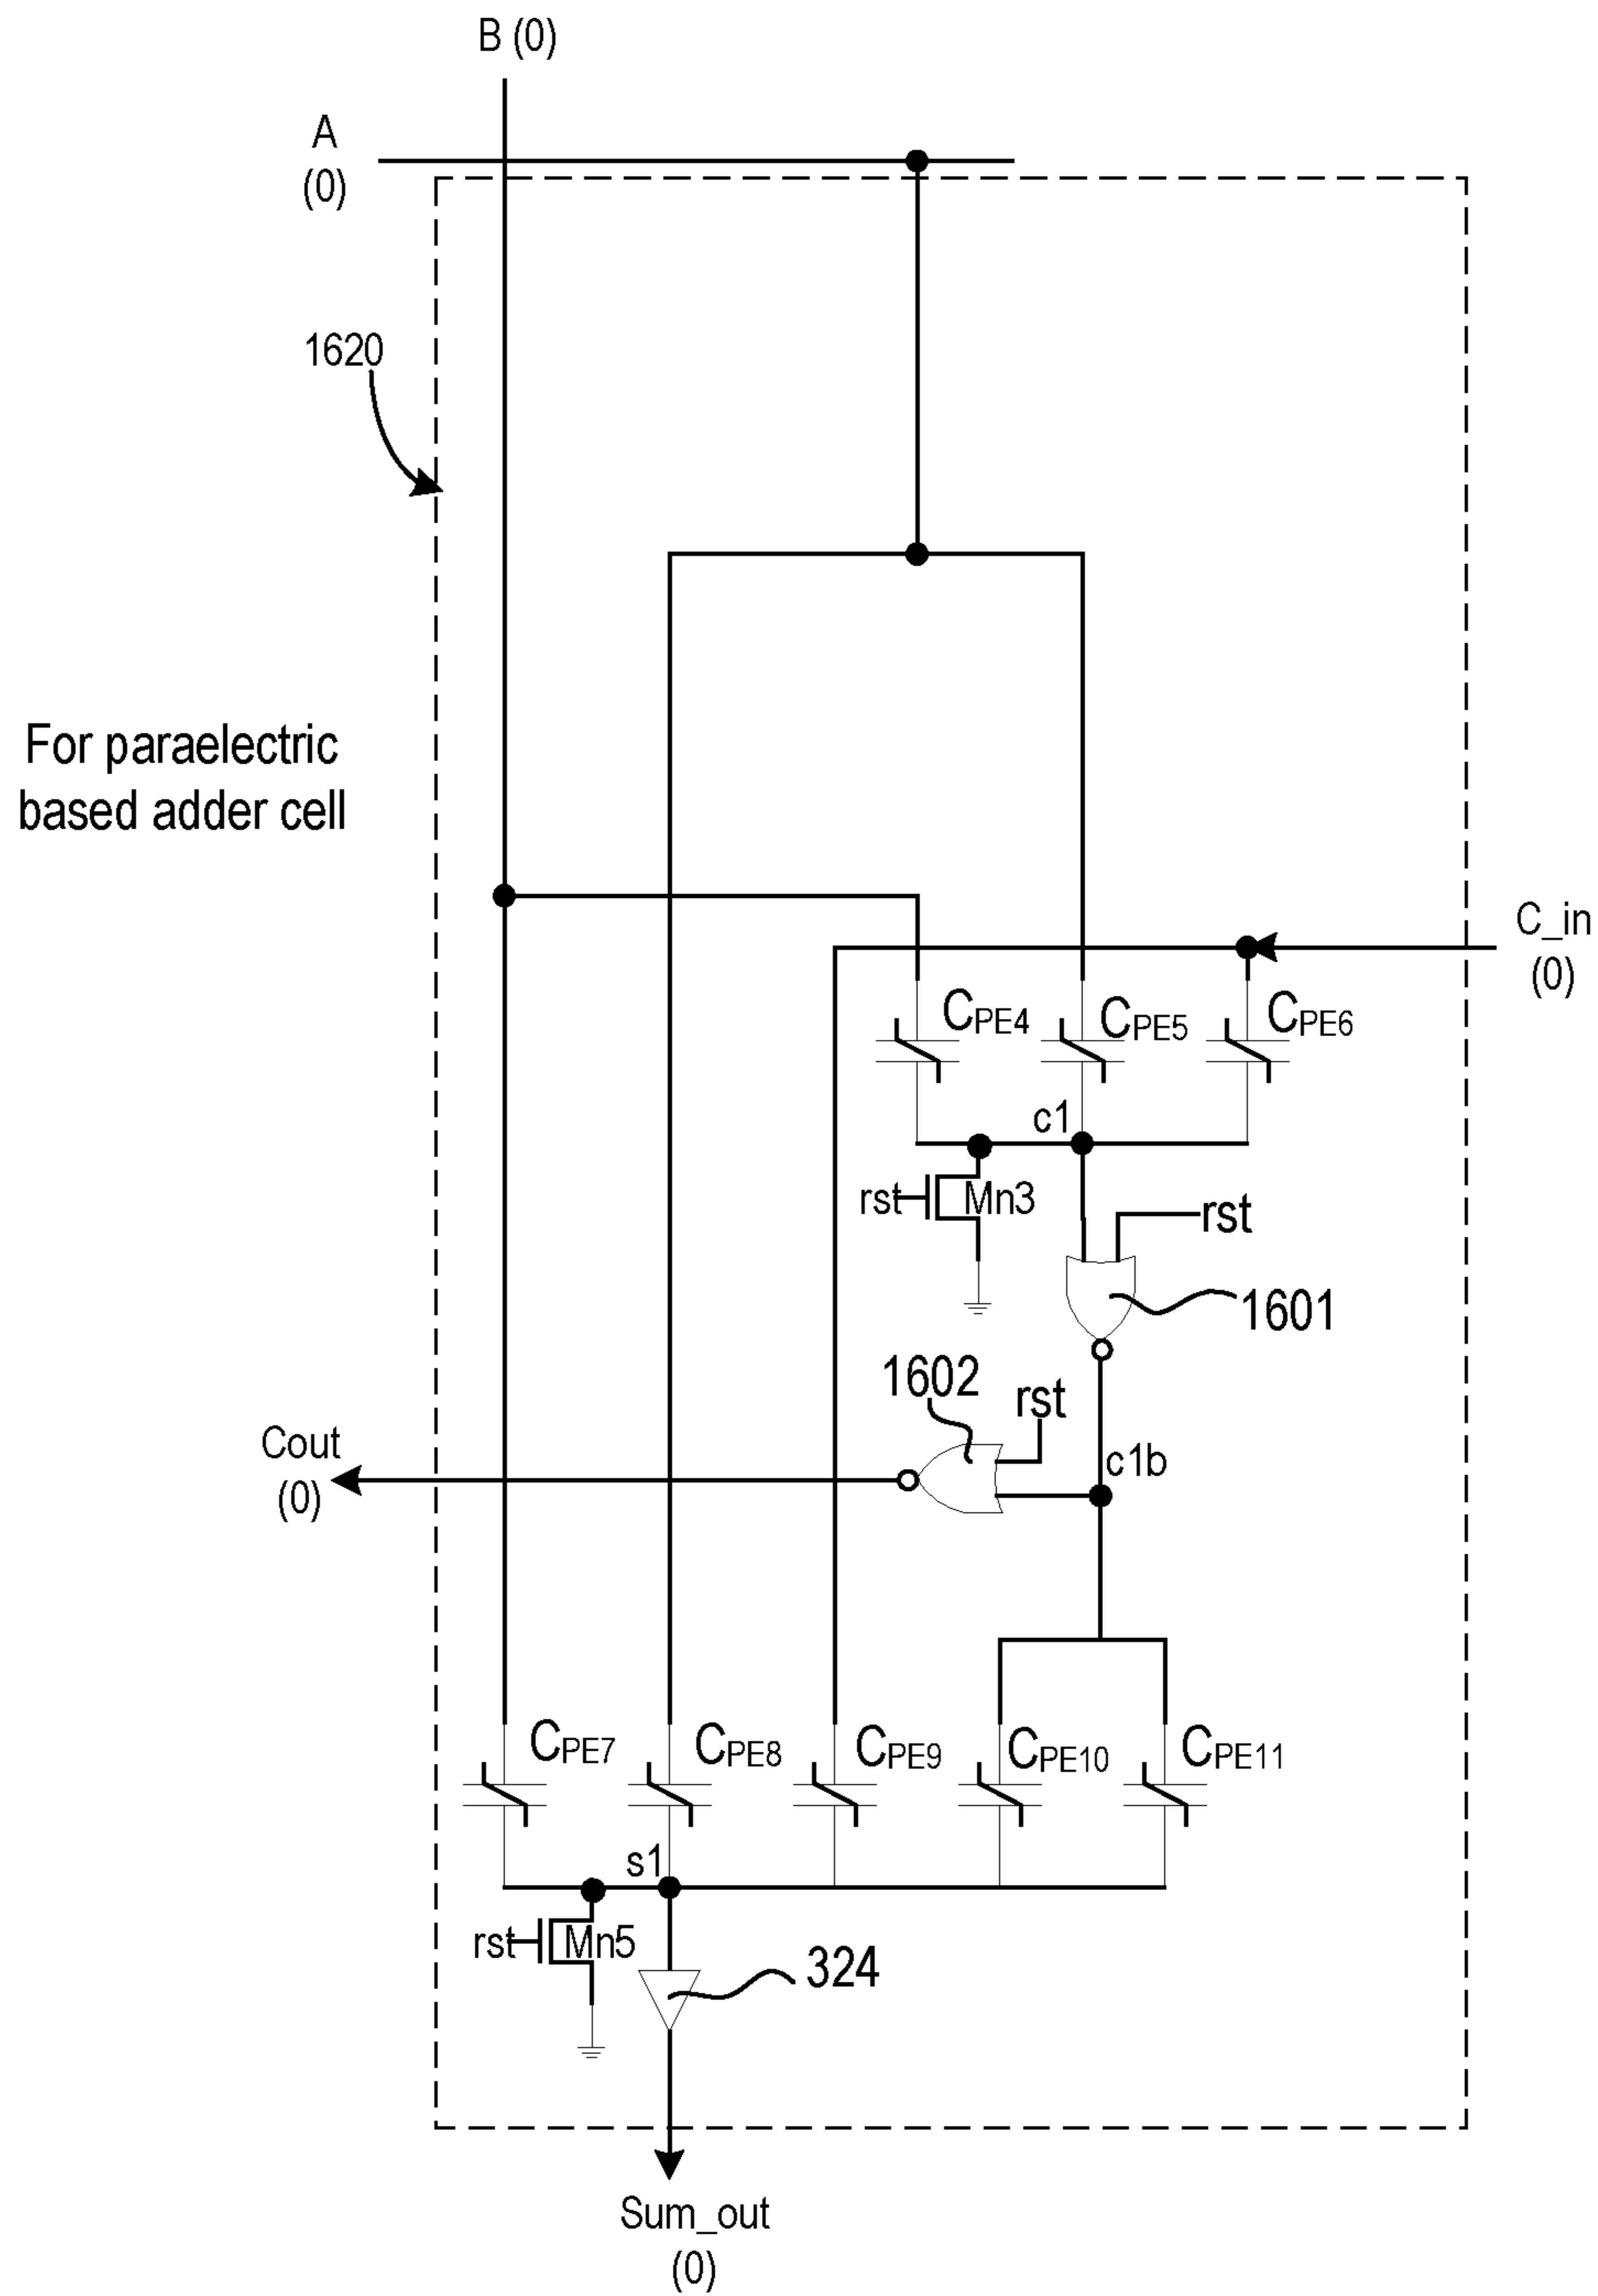 B (0)
A
(0)
1620
For paraelectric
based adder cell
C_in
(0)
CPE4
CPE5
CPE6
c1
rst
Mn3
rst
1601
1602
rst
Cout
(0)
c1b
CPE7
CPE8
CPE9
CPE10
CPE11
s1
rst
Mn5
324
Sum_out
(0)